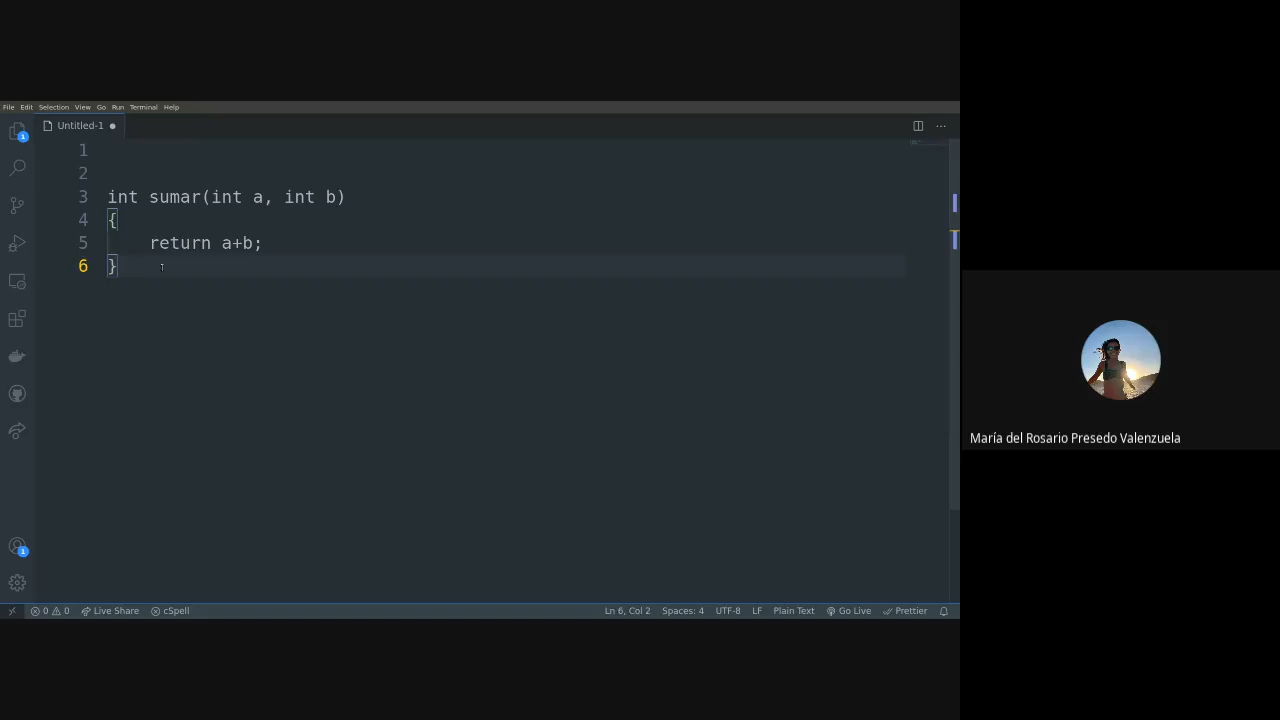 File Edit Selection View Go Run Terminal Help
Untitled-1
1
2
3 int sumar(int a, int b)
4 {
5 return a+b;
6 }
1
1
0 0 Live Share cSpell Ln 6, Col 2 Spaces: 4 UTF-8 LF Plain Text Go Live Prettier
María del Rosario Presedo Valenzuela